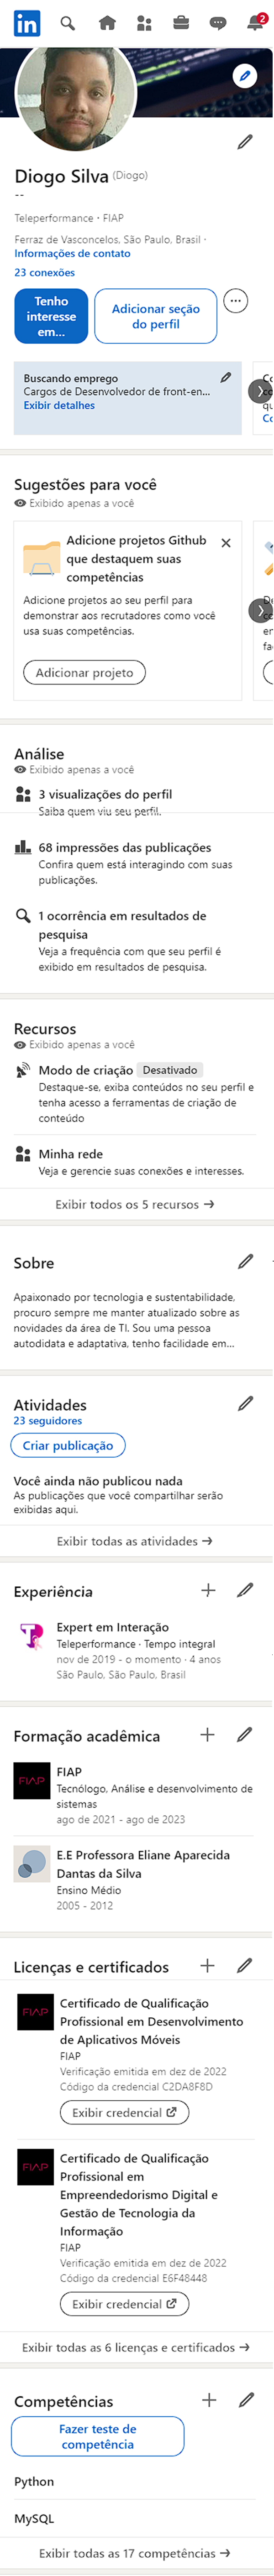 in
2
Diogo Silva (Diogo)
--
Teleperformance • FIAP
Ferraz de Vasconcelos, São Paulo, Brasil ·
Informações de contato
23 conexões
Tenho interesse em...
Adicionar seção do perfil
Buscando emprego
Cargos de Desenvolvedor de front-en...
Exibir detalhes
Sugestões para você
Exibido apenas a você
Adicione projetos Github
que destaquem suas
competências
Adicione projetos ao seu perfil para
demonstrar aos recrutadores como você
usa suas competências.
Adicionar projeto
Análise
Exibido apenas a você
3 visualizações do perfil
Saiba quem viu seu perfil.
68 impressões das publicações
Confira quem está interagindo com suas
publicações.
1 ocorrência em resultados de
pesquisa
Veja a frequência com que seu perfil é
exibido em resultados de pesquisa.
Recursos
Exibido apenas a você
Modo de criação Desativado
Destaque-se, exiba conteúdos no seu perfil e
tenha acesso a ferramentas de criação de
conteúdo
Minha rede
Veja e gerencie suas conexões e interesses.
Exibir todos os 5 recursos →
Sobre
Apaixonado por tecnologia e sustentabilidade,
procuro sempre me manter atualizado sobre as
novidades da área de TI. Sou uma pessoa
autodidata e adaptativa, tenho facilidade em...
Atividades
23 seguidores
Criar publicação
Você ainda não publicou nada
As publicações que você compartilhar serão
exibidas aqui.
Exibir todas as atividades →
Experiência
Expert em Interação
Teleperformance · Tempo integral
nov de 2019 - o momento · 4 anos
São Paulo, São Paulo, Brasil
Formação acadêmica
FIAP
FIAP
Tecnólogo, Análise e desenvolvimento de
sistemas
ago de 2021 - ago de 2023
E.E Professora Eliane Aparecida
Dantas da Silva
Ensino Médio
2005 - 2012
Licenças e certificados
FIAP
Certificado de Qualificação
Profissional em Desenvolvimento
de Aplicativos Móveis
FIAP
Verificação emitida em dez de 2022
Código da credencial C2DA8F8D
Exibir credencial
FIAP
Certificado de Qualificação
Profissional em
Empreendedorismo Digital e
Gestão de Tecnologia da
Informação
FIAP
Verificação emitida em dez de 2022
Código da credencial E6F48448
Exibir credencial
Exibir todas as 6 licenças e certificados →
Competências
Fazer teste de
competência
Python
MySQL
Exibir todas as 17 competências →